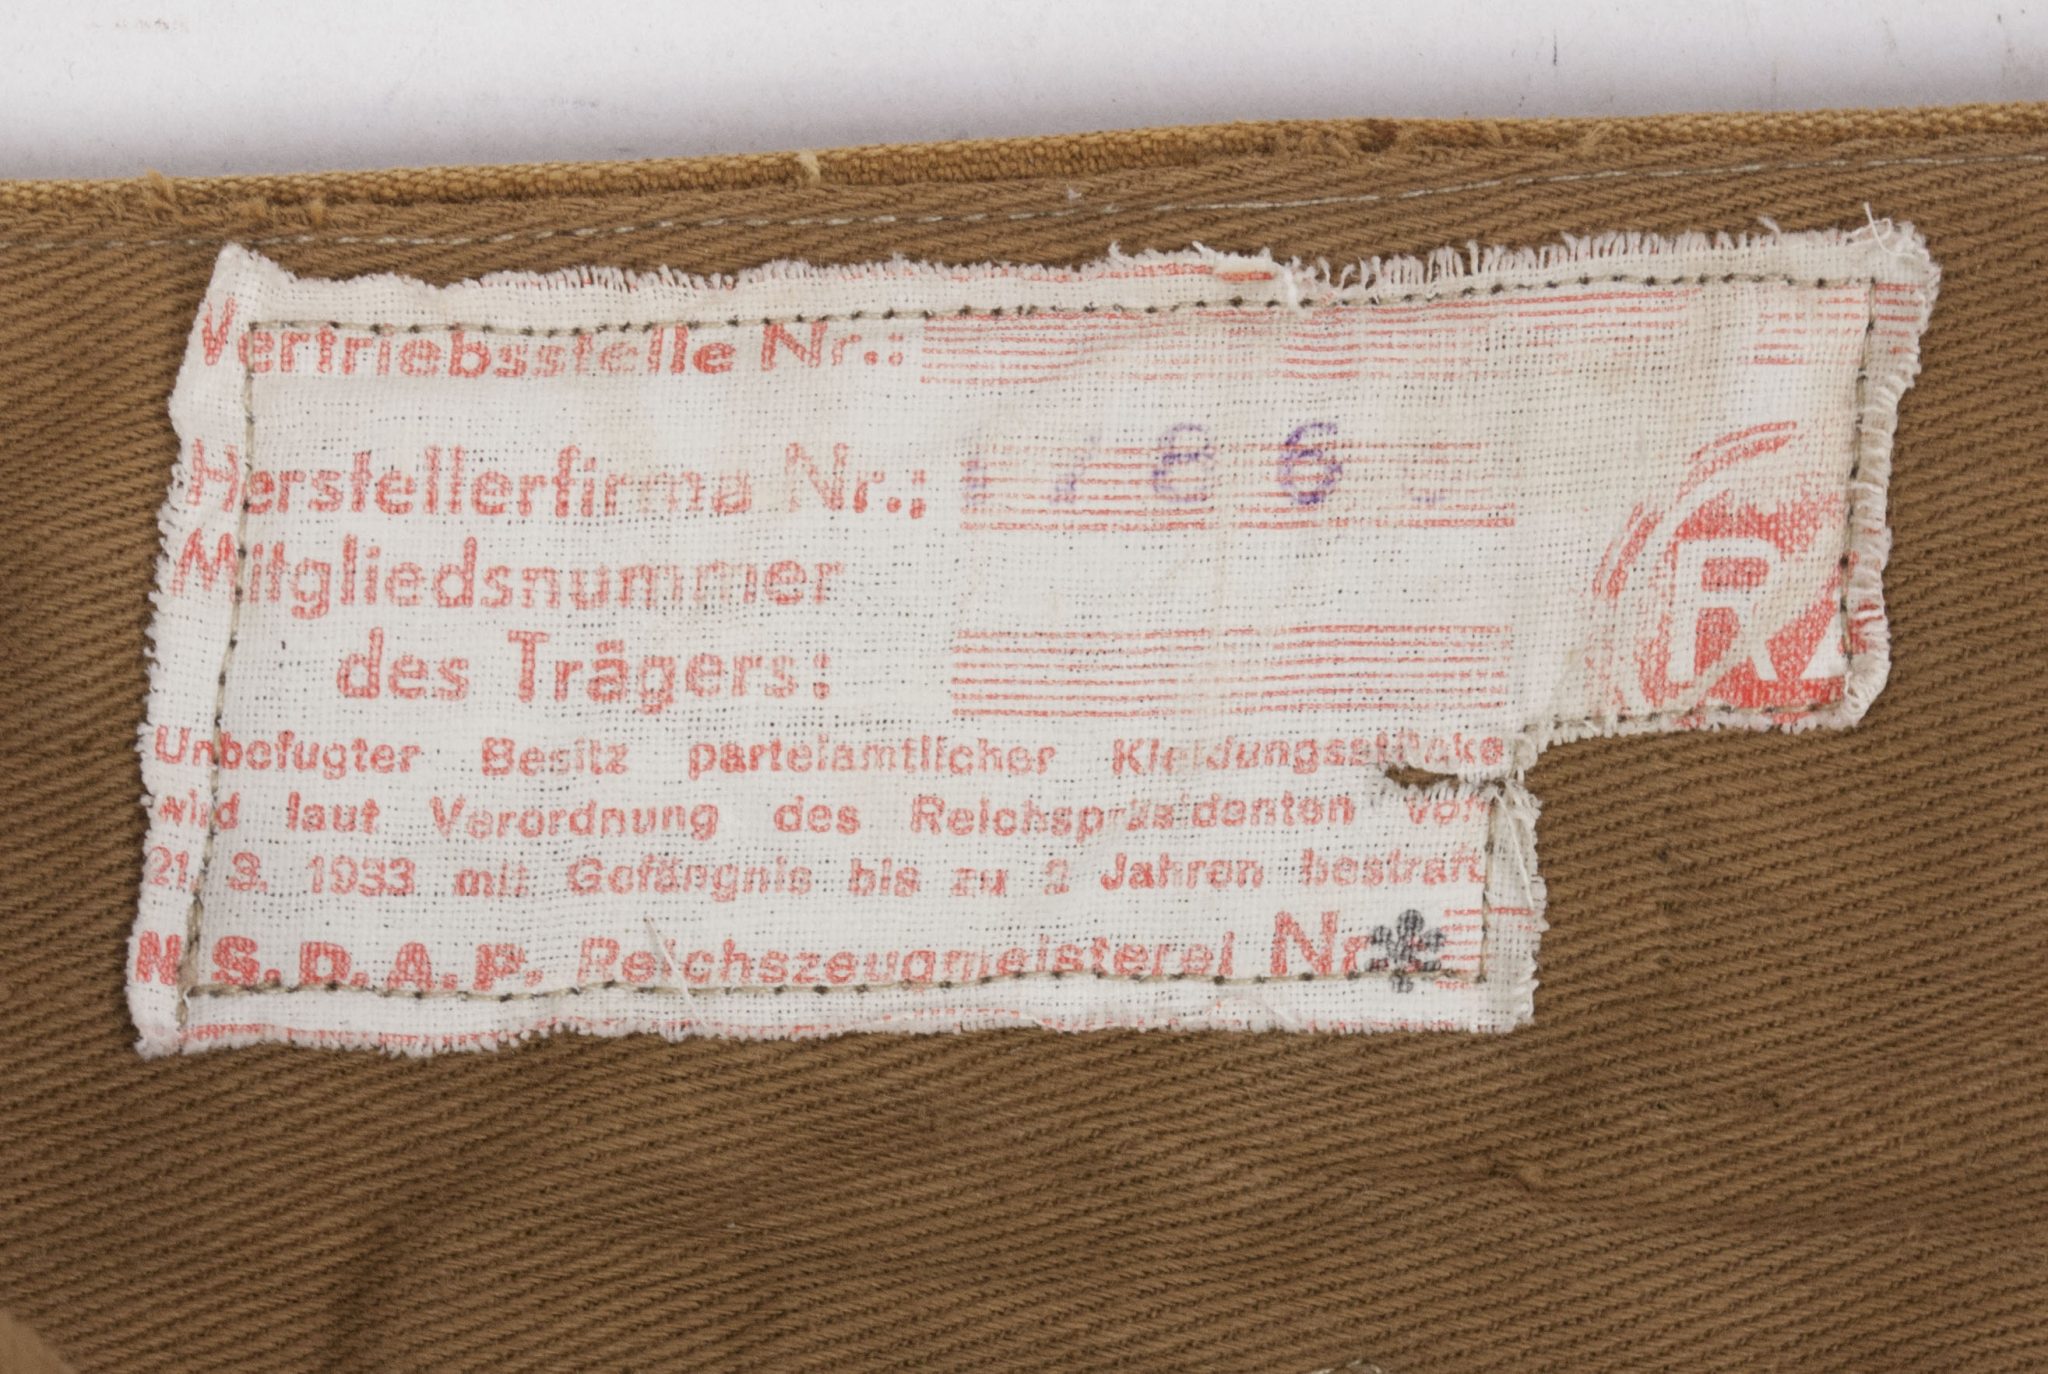 Vertriebsstelle Nr.:
Herstellerfirma Nr.:
Mitgliedsnummer
des Trägers:
Unbefugter Besitz parteiamtlicher Kleidungsstücke
wird laut Verordnung des Reichspräsidenten vom
21. 3. 1933 mit Gefängnis bis zu 2 Jahren bestraft
N.S.D.A.P. Reichszeugmeisterei Nr